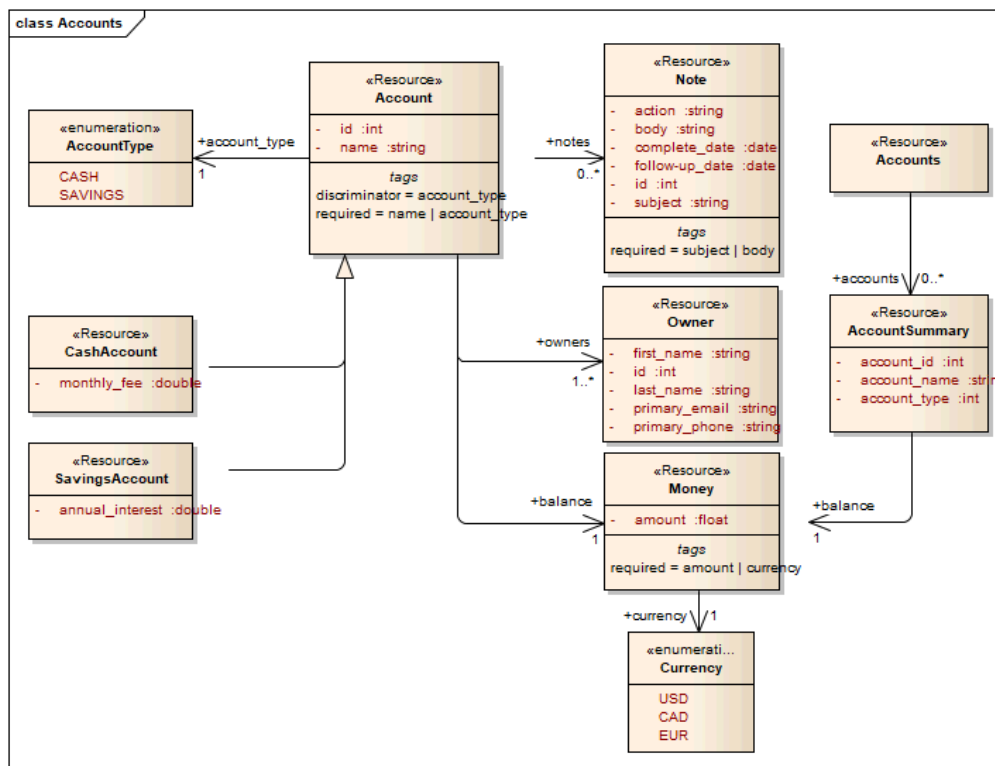 class Accounts
«enumeration»
AccountType
CASH
SAVINGS
+account_type
1
«Resource»
Account
- id :int
- name :string
tags
discriminator = account_type
required = name | account_type
+notes
0..*
«Resource»
Note
- action :string
- body :string
- complete_date :date
- follow-up_date :date
- id :int
- subject :string
tags
required = subject | body
«Resource»
Accounts
+accounts
0..*
«Resource»
CashAccount
- monthly_fee :double
«Resource»
SavingsAccount
- annual_interest :double
+owners
1..*
«Resource»
Owner
- first_name :string
- id :int
- last_name :string
- primary_email :string
- primary_phone :string
«Resource»
AccountSummary
- account_id :int
- account_name :stri
- account_type :int
+balance
1
«Resource»
Money
- amount :float
tags
required = amount | currency
+balance
1
+currency
1
«enumerati...
Currency
USD
CAD
EUR